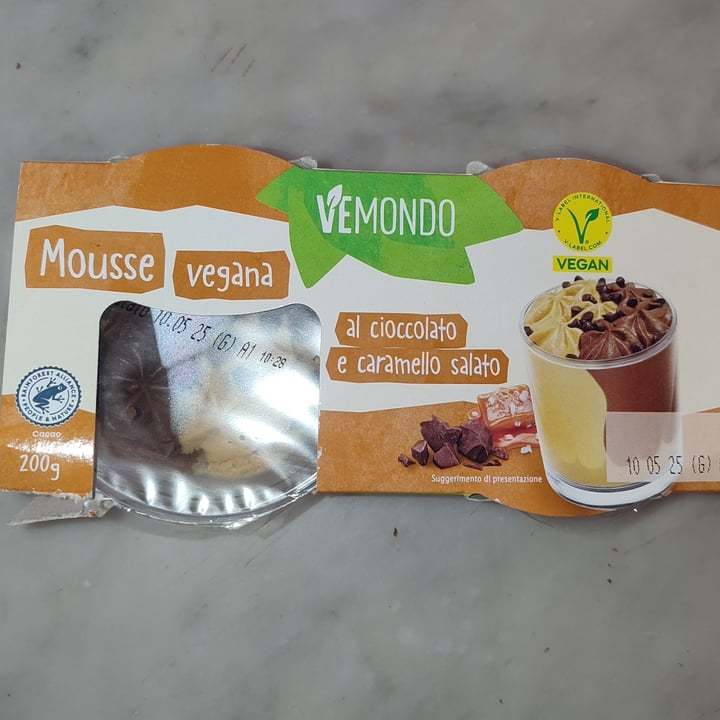 VEMONDO
Mousse
vegana
al cioccolato
e caramello salato
V-LABEL INTERNATIONAL
V-LABEL.COM
VEGAN
10.05 25 (G) A1 10:28
RAINFOREST ALLIANCE
PEOPLE & NATURE
Cacao
200g
Suggerimento di presentazione
10 05 25 (G)